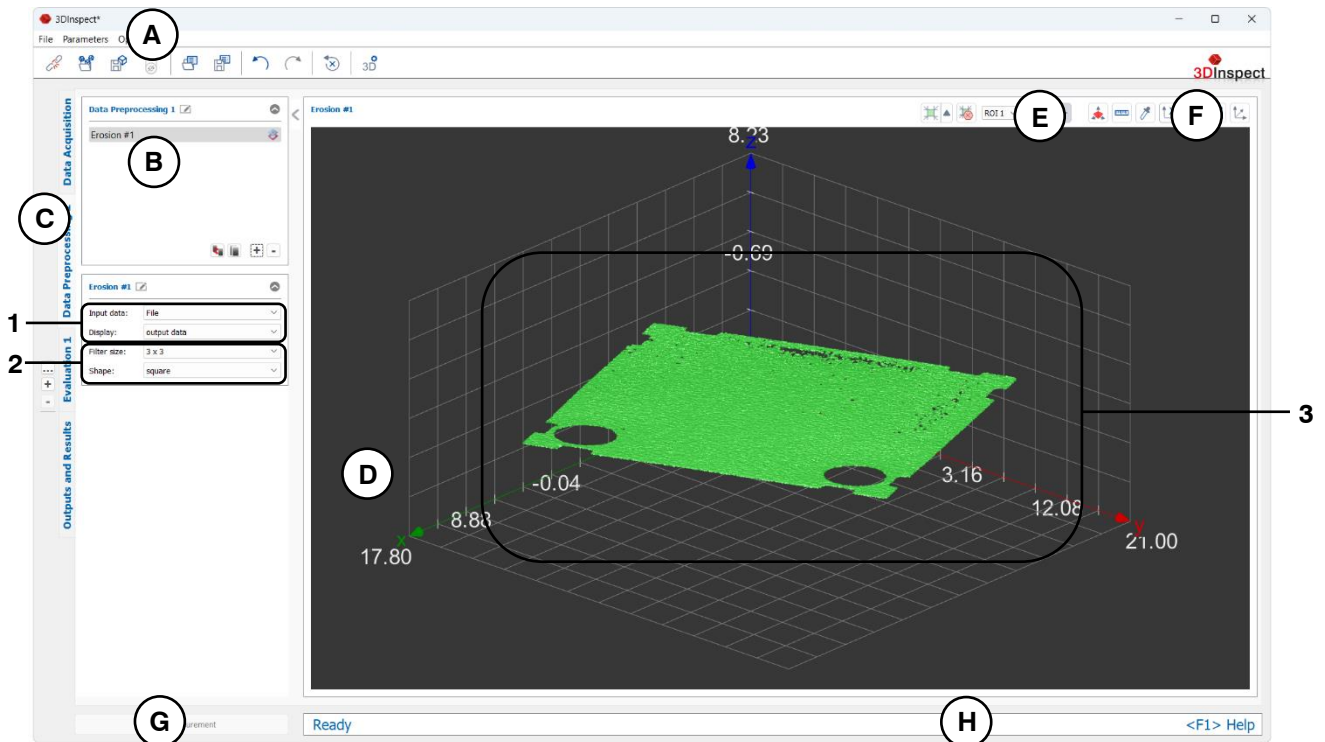 3DInspect*
File Parameters
A
3D
3DInspect
Data Acquisition
Data Preprocessing 1
Evaluation 1
Outputs and Results
C
...
+
-
Data Preprocessing 1
Erosion #1
B
+ -
Erosion #1
1
Input data: File
Display: output data
2
Filter size: 3 x 3
Shape: square
Erosion #1
ROI 1
E
F
8.23
z
-0.69
3
D
-0.04
8.88
x
17.80
3.16
12.08
y
21.00
G
Ready
H
<F1> Help